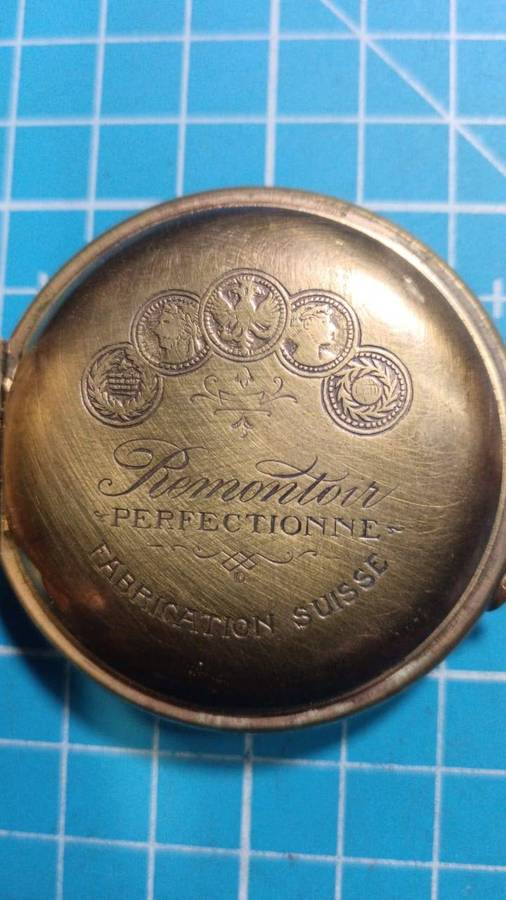 Remontoir
PERFECTIONNE
FABRICATION SUISSE